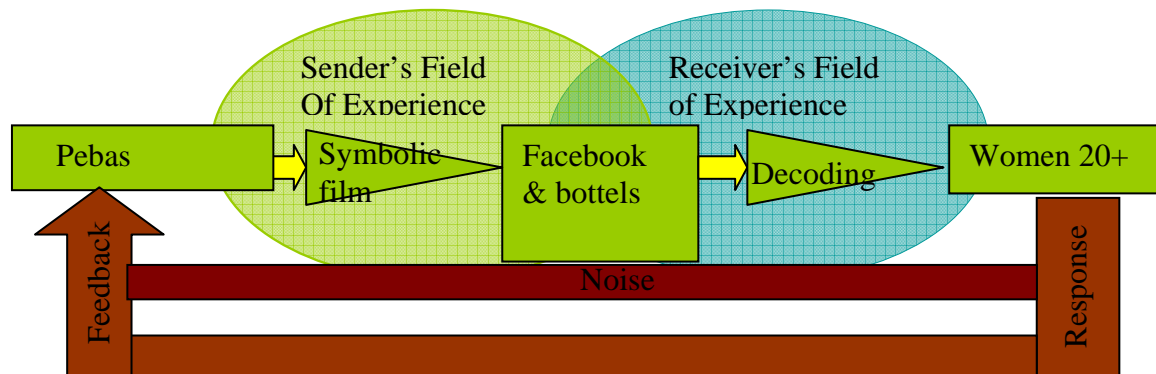 Sender's Field
Of Experience
Receiver's Field
of Experience
Pebas
Symbolic
film
Facebook
& bottels
Decoding
Women 20+
Feedback
Noise
Response